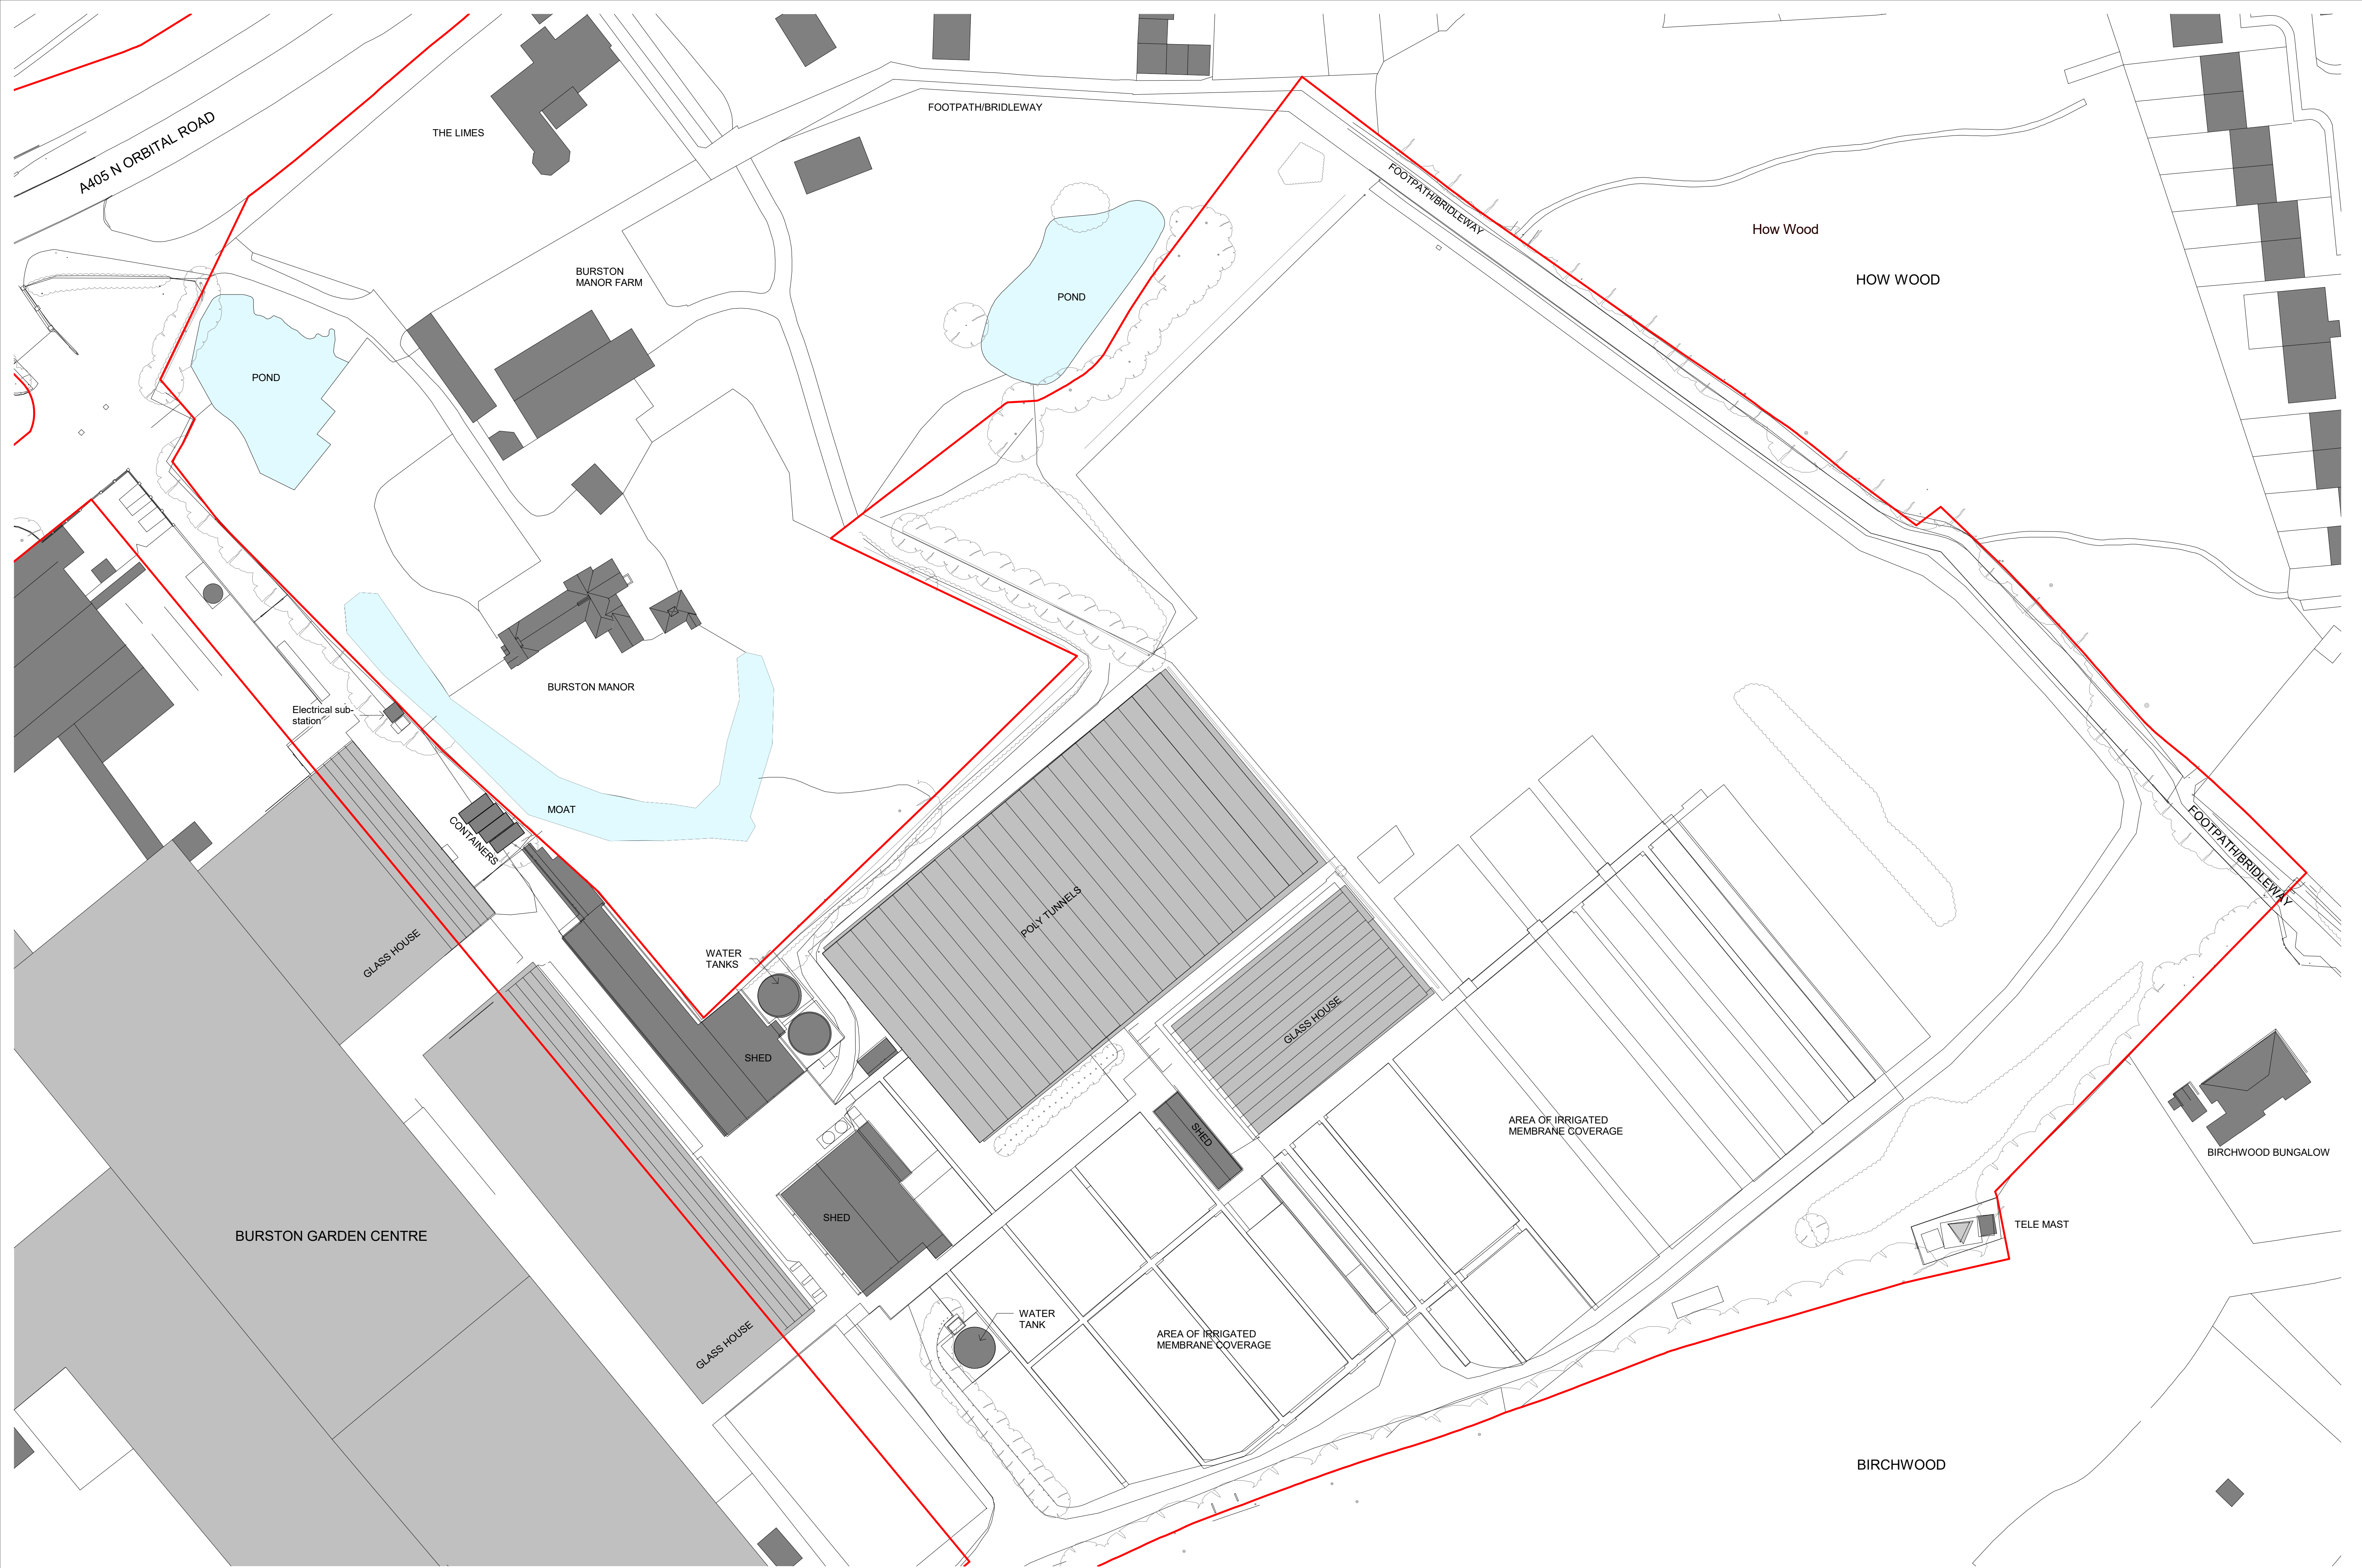 FOOTPATH/BRIDLEWAY
THE LIMES
A405 N ORBITAL ROAD
FOOTPATH/BRIDLEWAY
How Wood
HOW WOOD
BURSTON
MANOR FARM
POND
POND
BURSTON MANOR
Electrical sub-
station
MOAT
CONTAINERS
FOOTPATH/BRIDLEWAY
POLY TUNNELS
GLASS HOUSE
WATER
TANKS
GLASS HOUSE
SHED
AREA OF IRRIGATED
MEMBRANE COVERAGE
SHED
BIRCHWOOD BUNGALOW
SHED
TELE MAST
BURSTON GARDEN CENTRE
WATER
TANK
AREA OF IRRIGATED
MEMBRANE COVERAGE
GLASS HOUSE
BIRCHWOOD